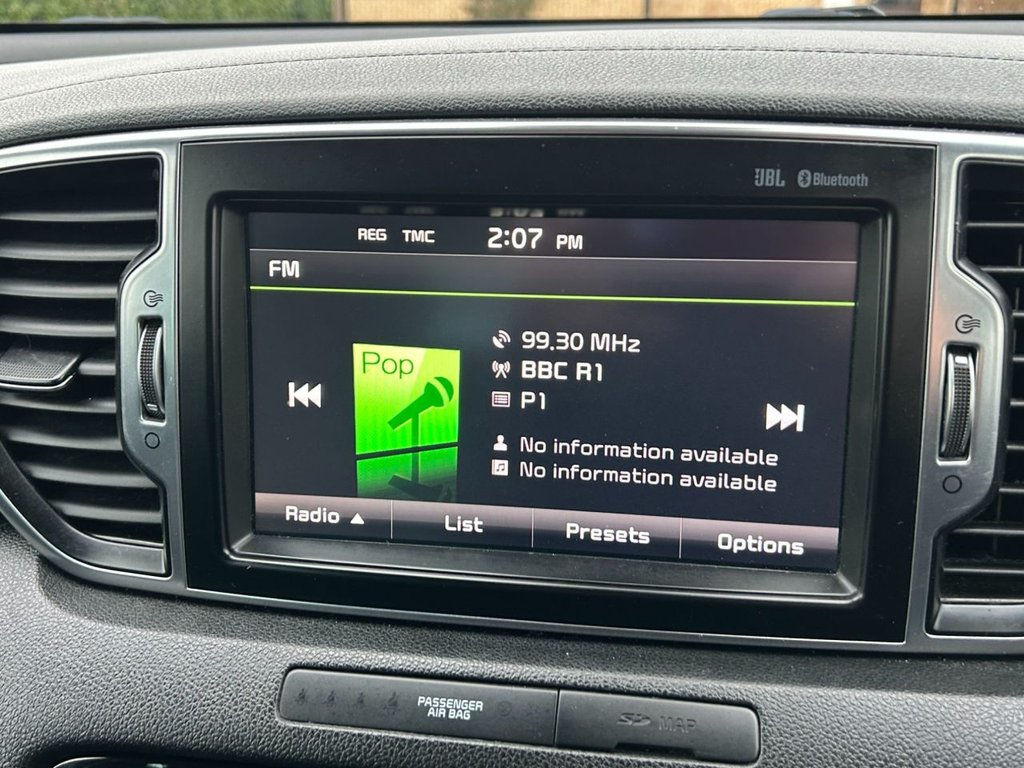 JBL Bluetooth
REG TMC 2:07 PM
FM
Pop
99.30 MHz
BBC R1
P1
No information available
No information available
Radio ▲ List Presets Options
PASSENGER
AIR BAG
SD MAP